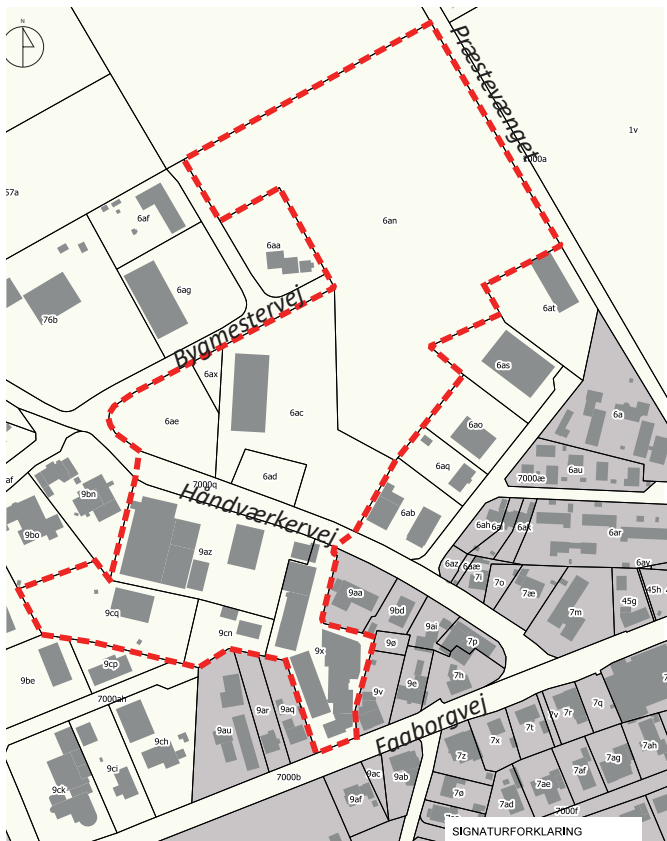 N
Præstevænget
1v
7000a
57a
6af
6an
6aa
6ag
6at
76b
Bygmestervej
6as
6ax
6ac
6ae
6a
6ao
6ad
6aq
6au
7000æ
7000q
af
9bn
Håndværkervej
6ab
6ah
6ai
6ak
6ar
9bo
9az
6az
6aæ
6av
7i
7o
7æ
45h
9aa
7m
45g
9cq
9bd
9cn
9ai
7p
9ø
9x
9cp
7h
9be
9e
9v
7000ah
9ar
9aq
Faaborgvej
7v
7r
7q
9au
7t
7x
9ch
7z
7ah
7000b
9ac
9ab
7ag
9ci
7af
7ae
9ck
7ø
9af
7ad
7000f
SIGNATURFORKLARING